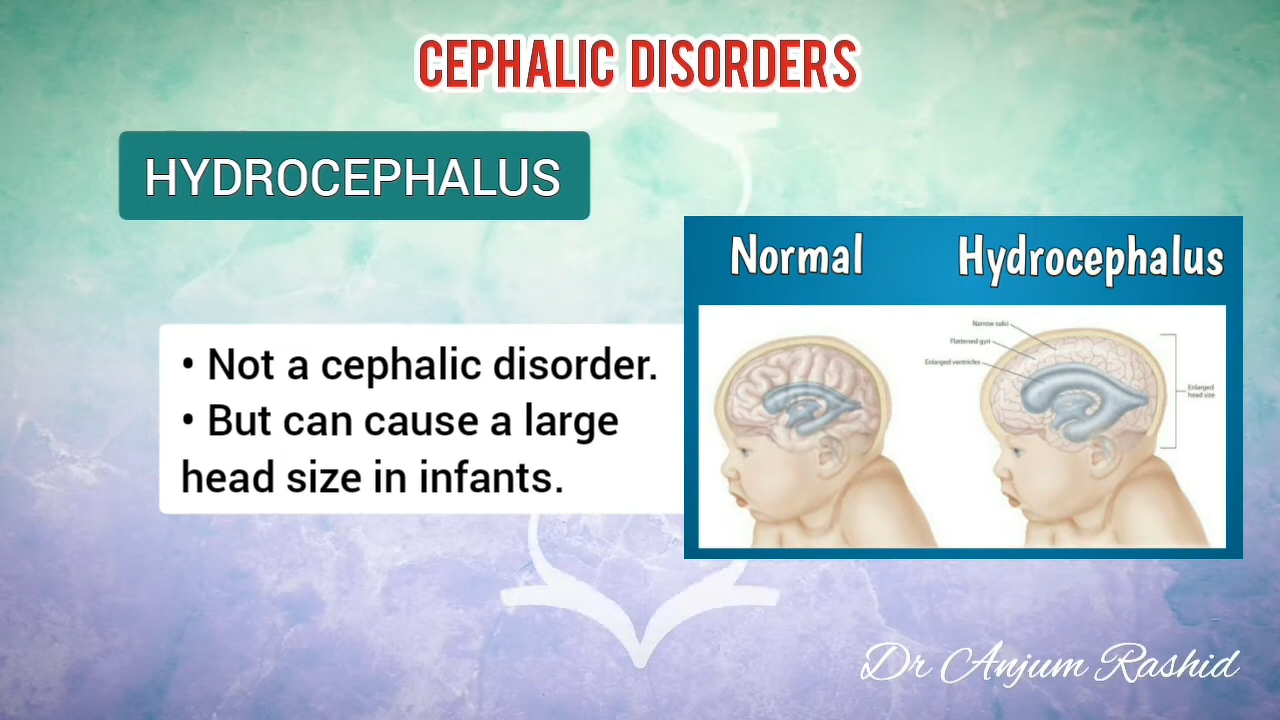 CEPHALIC DISORDERS
HYDROCEPHALUS
• Not a cephalic disorder.
• But can cause a large
head size in infants.
Normal
Hydrocephalus
Narrow sulci
Flattened gyri
Enlarged ventricles
Enlarged
head size
Dr Anjum Rashid